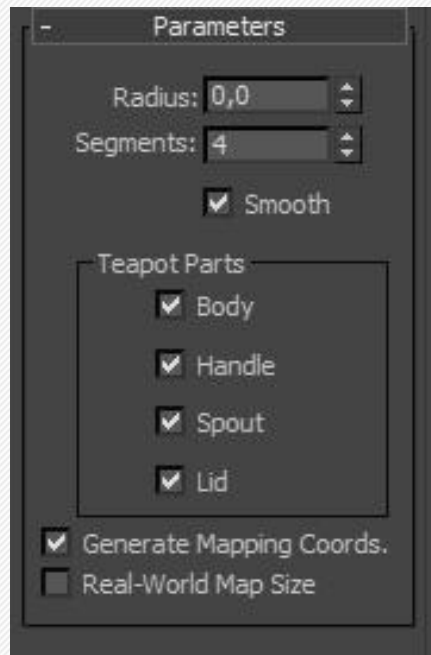 - Parameters
Radius: 0,0
Segments: 4
Smooth
Teapot Parts
Body
Handle
Spout
Lid
Generate Mapping Coords.
Real-World Map Size